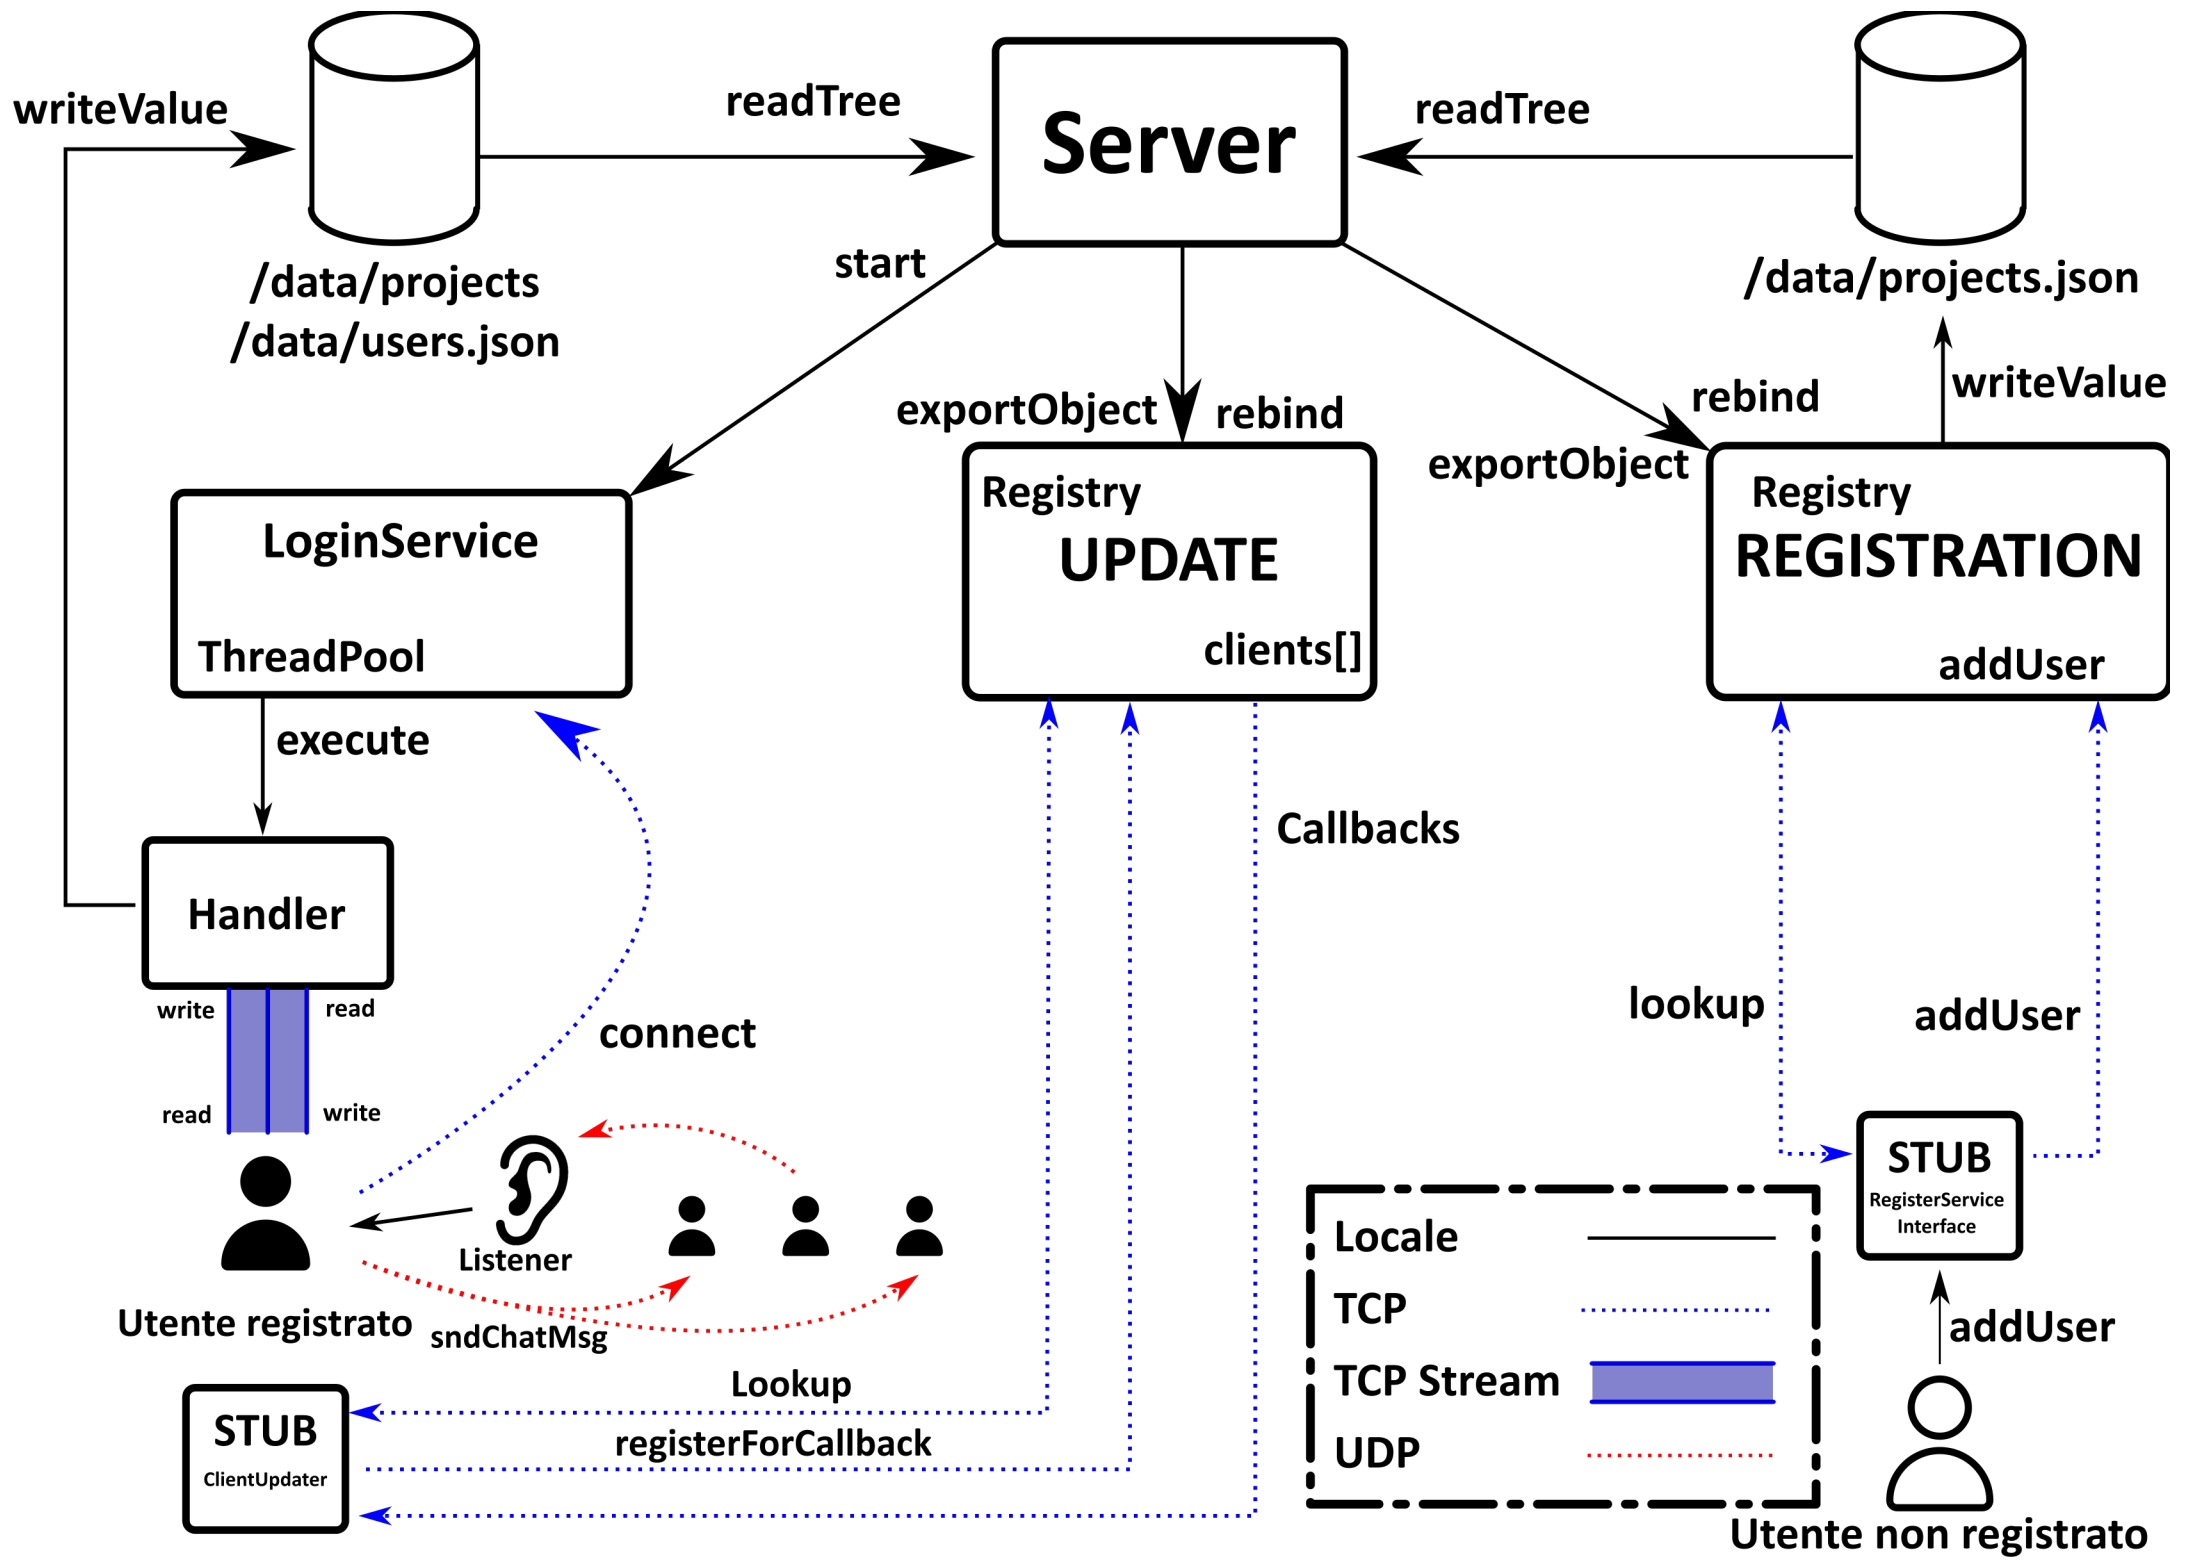 writeValue
readTree
Server
readTree
/data/projects
/data/users.json
/data/projects.json
start
exportObject
rebind
rebind
exportObject
writeValue
LoginService
ThreadPool
Registry
UPDATE
clients[]
Registry
REGISTRATION
addUser
execute
Callbacks
Handler
write
read
connect
lookup
addUser
read
write
Listener
Utente registrato
sndChatMsg
STUB
RegisterService
Interface
Locale
TCP
TCP Stream
UDP
addUser
Lookup
registerForCallback
STUB
ClientUpdater
Utente non registrato